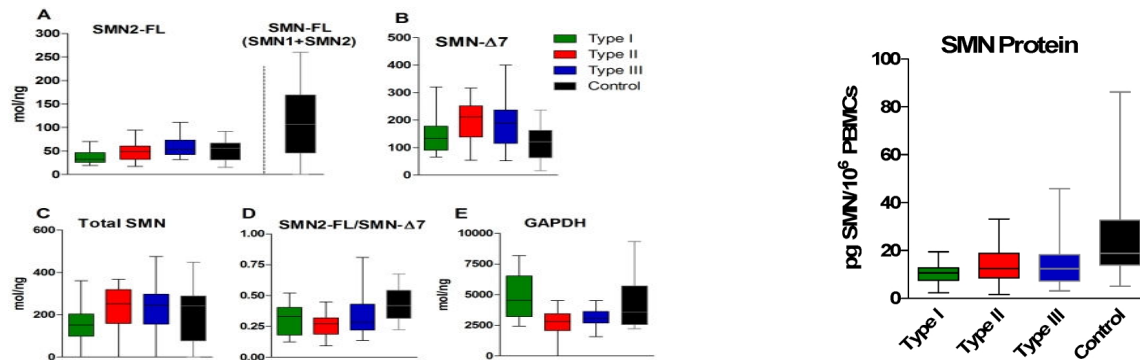 A
SMN2-FL
SMN-FL
(SMN1+SMN2)
mol/ng
300
250
200
150
100
50
0
B
SMN-Δ7
500
400
300
200
100
0
Type I
Type II
Type III
Control
C
Total SMN
mol/ng
600
400
200
0
D
SMN2-FL/SMN-Δ7
1.00
0.75
0.50
0.25
0.00
E
GAPDH
mol/ng
10000
7500
5000
2500
0
SMN Protein
pg SMN/10⁶ PBMCs
100
80
60
40
20
0
Type I
Type II
Type III
Control